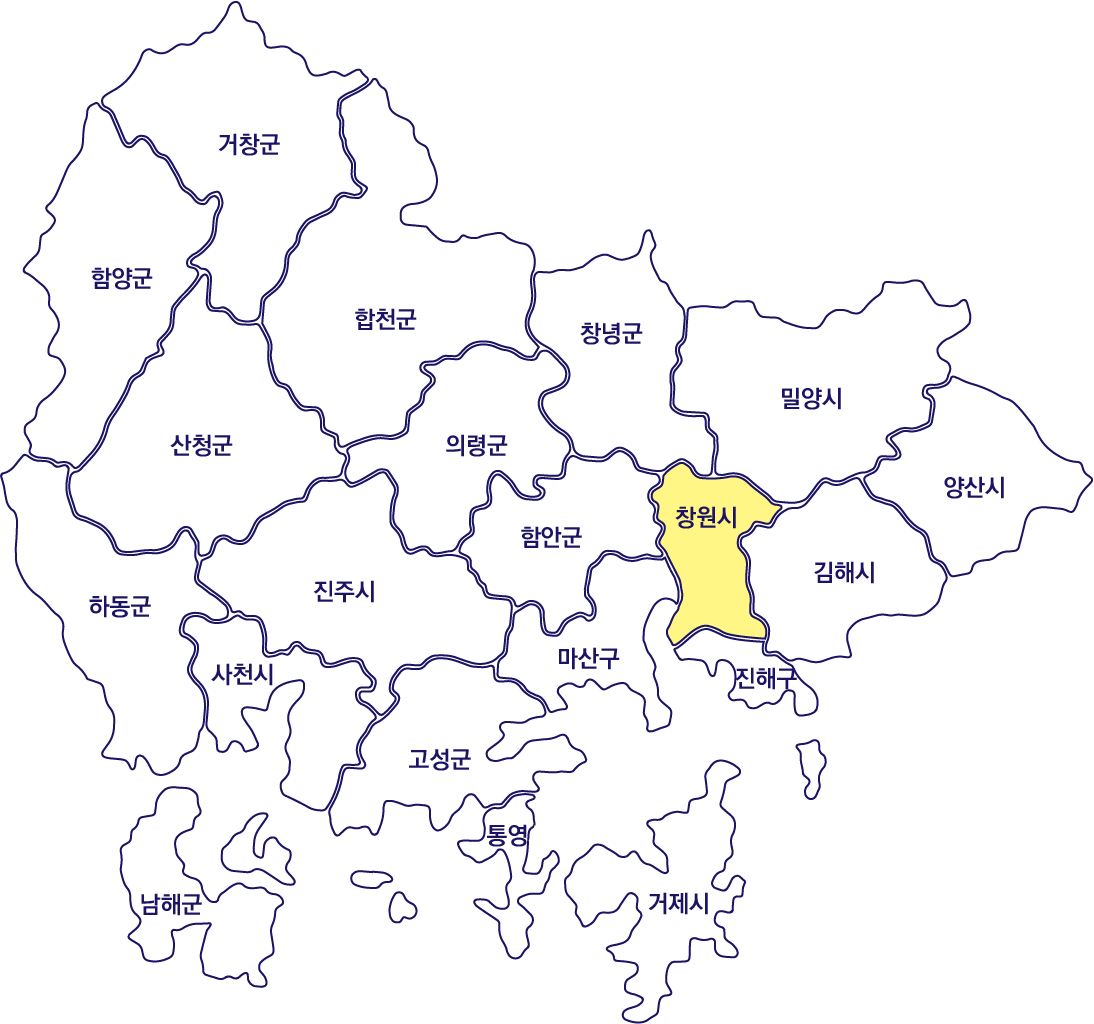 거창군
함양군
합천군
창녕군
밀양시
산청군
의령군
양산시
창원시
함안군
김해시
진주시
하동군
마산구
사천시
진해구
고성군
통영
남해군
거제시